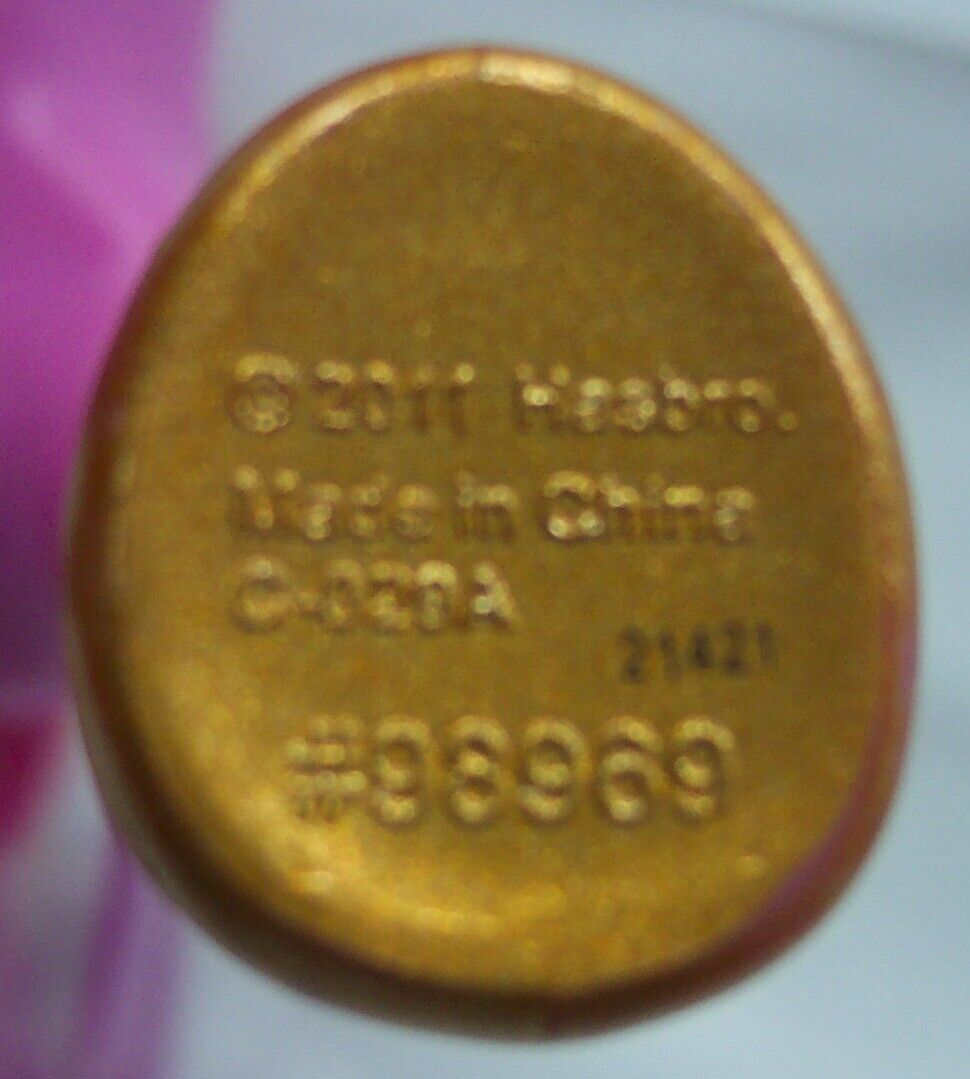 © 2011 Hasbro.
Made in China
C-020A
21421
#98969